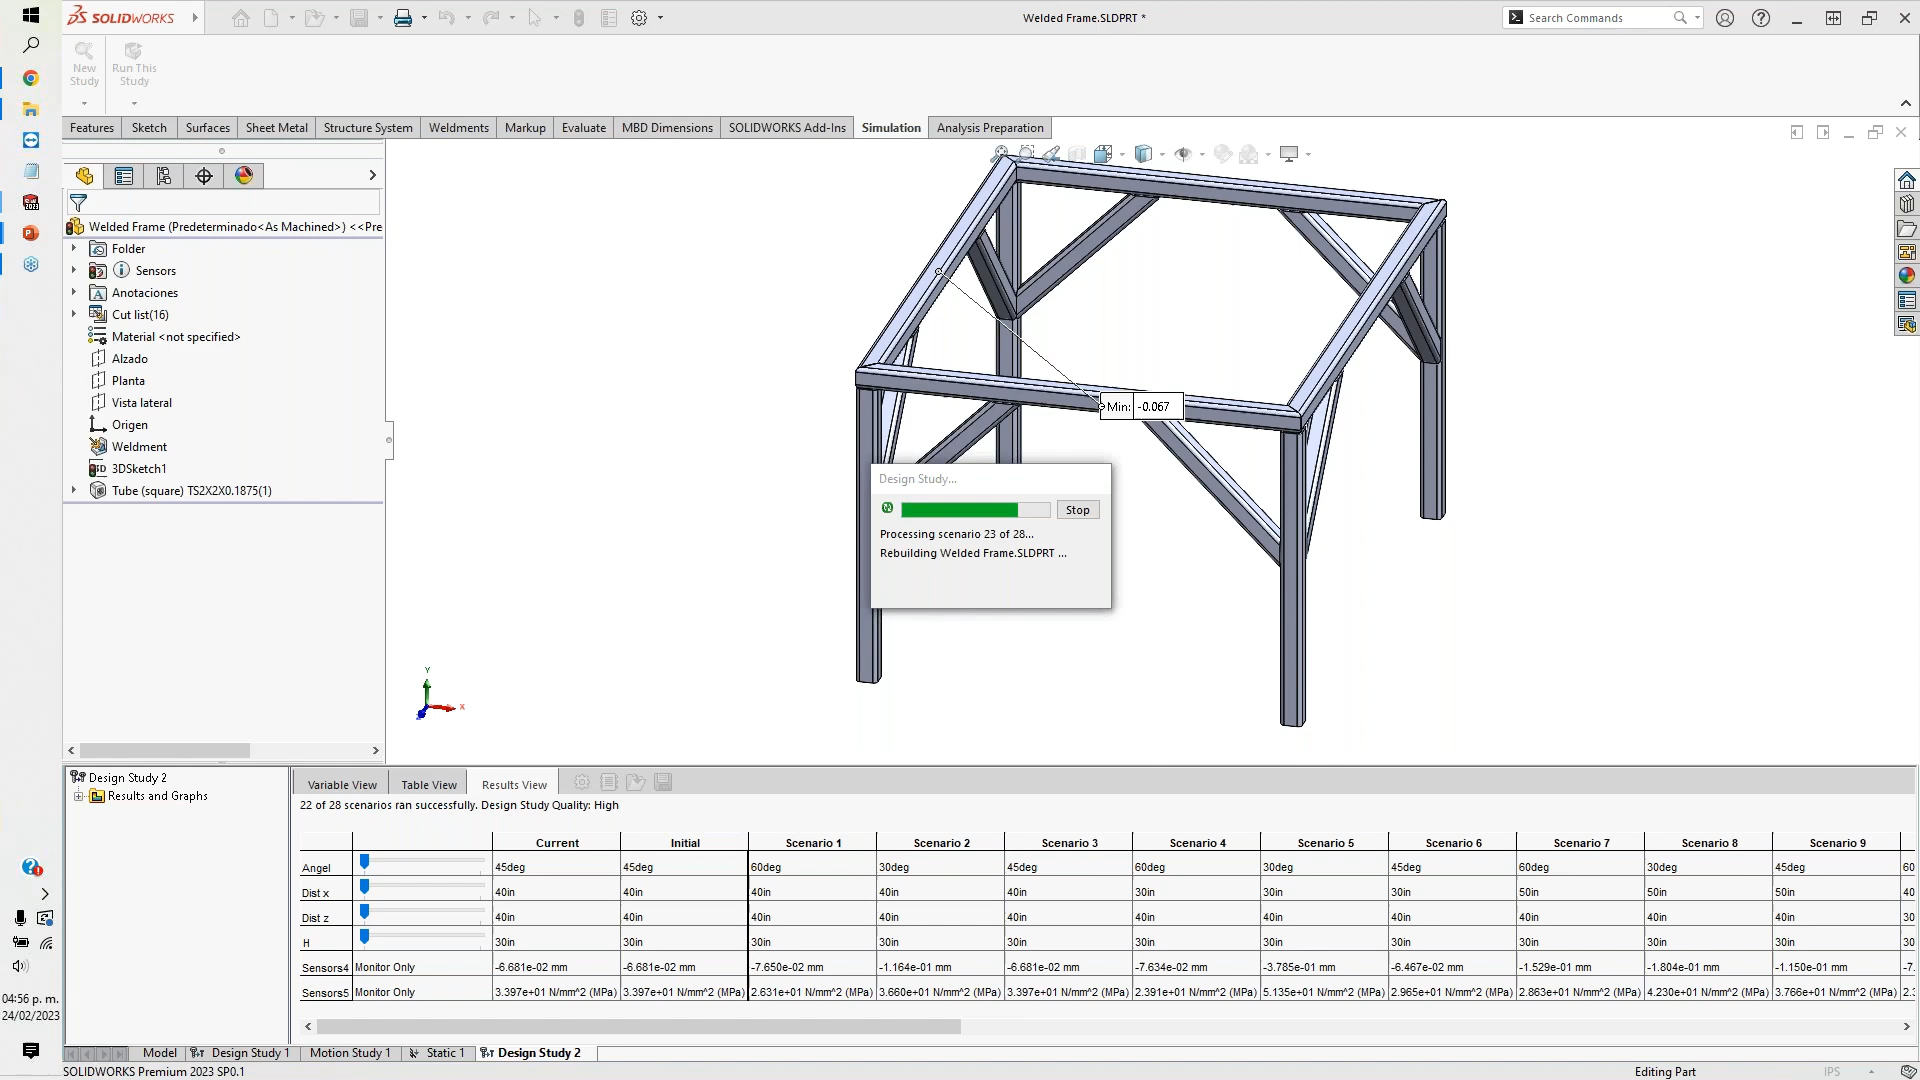 SOLIDWORKS
Welded Frame.SLDPRT *
Search Commands
New Study
Run This Study
Features Sketch Surfaces Sheet Metal Structure System Weldments Markup Evaluate MBD Dimensions SOLIDWORKS Add-Ins Simulation Analysis Preparation
Welded Frame (Predeterminado<As Machined>) <<Pre
Folder
Sensors
Anotaciones
Cut list(16)
Material <not specified>
Alzado
Planta
Vista lateral
Origen
Weldment
3D 3DSketch1
Tube (square) TS2X2X0.1875(1)
Min: -0.067
Design Study...
Stop
Processing scenario 23 of 28...
Rebuilding Welded Frame.SLDPRT ...
Y
X
Z
Design Study 2
Results and Graphs
Variable View Table View Results View
22 of 28 scenarios ran successfully. Design Study Quality: High
Current Initial Scenario 1 Scenario 2 Scenario 3 Scenario 4 Scenario 5 Scenario 6 Scenario 7 Scenario 8 Scenario 9
Angel 45deg 45deg 60deg 30deg 45deg 60deg 30deg 45deg 60deg 30deg 45deg 60
Dist x 40in 40in 40in 40in 40in 30in 30in 30in 50in 50in 50in 40
Dist z 40in 40in 40in 40in 40in 40in 40in 40in 40in 40in 40in 30
H 30in 30in 30in 30in 30in 30in 30in 30in 30in 30in 30in 30
Sensors4 Monitor Only -6.681e-02 mm -6.681e-02 mm -7.650e-02 mm -1.164e-01 mm -6.681e-02 mm -7.634e-02 mm -3.785e-01 mm -6.467e-02 mm -1.529e-01 mm -1.804e-01 mm -1.150e-01 mm -7.
Sensors5 Monitor Only 3.397e+01 N/mm^2 (MPa) 3.397e+01 N/mm^2 (MPa) 2.631e+01 N/mm^2 (MPa) 3.660e+01 N/mm^2 (MPa) 3.397e+01 N/mm^2 (MPa) 2.391e+01 N/mm^2 (MPa) 5.135e+01 N/mm^2 (MPa) 2.965e+01 N/mm^2 (MPa) 2.863e+01 N/mm^2 (MPa) 4.230e+01 N/mm^2 (MPa) 3.766e+01 N/mm^2 (MPa) 2.3
04:56 p. m.
24/02/2023
Model Design Study 1 Motion Study 1 Static 1 Design Study 2
SOLIDWORKS Premium 2023 SP0.1
Editing Part
IPS